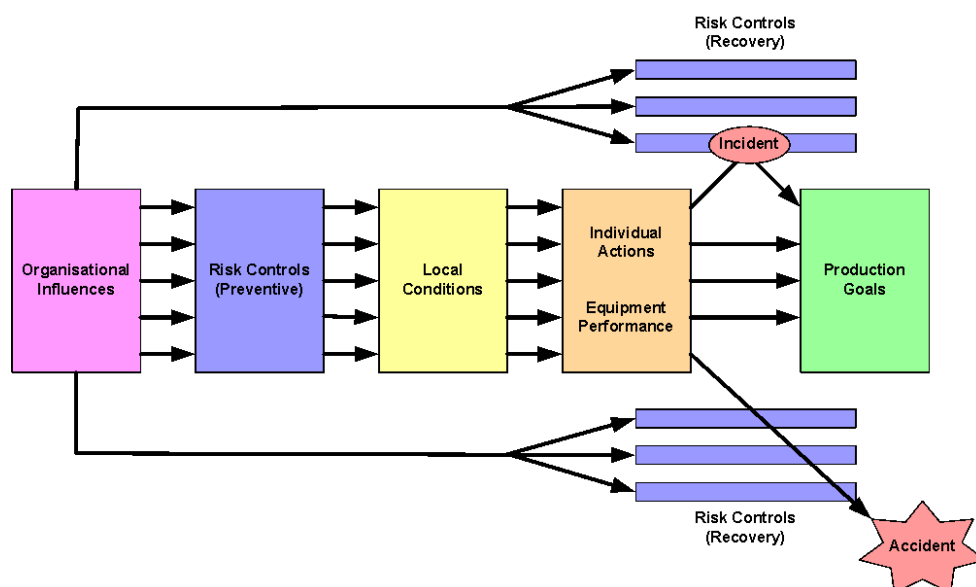 Risk Controls
(Recovery)
Incident
Organisational
Influences
Risk Controls
(Preventive)
Local
Conditions
Individual
Actions
Equipment
Performance
Production
Goals
Risk Controls
(Recovery)
Accident